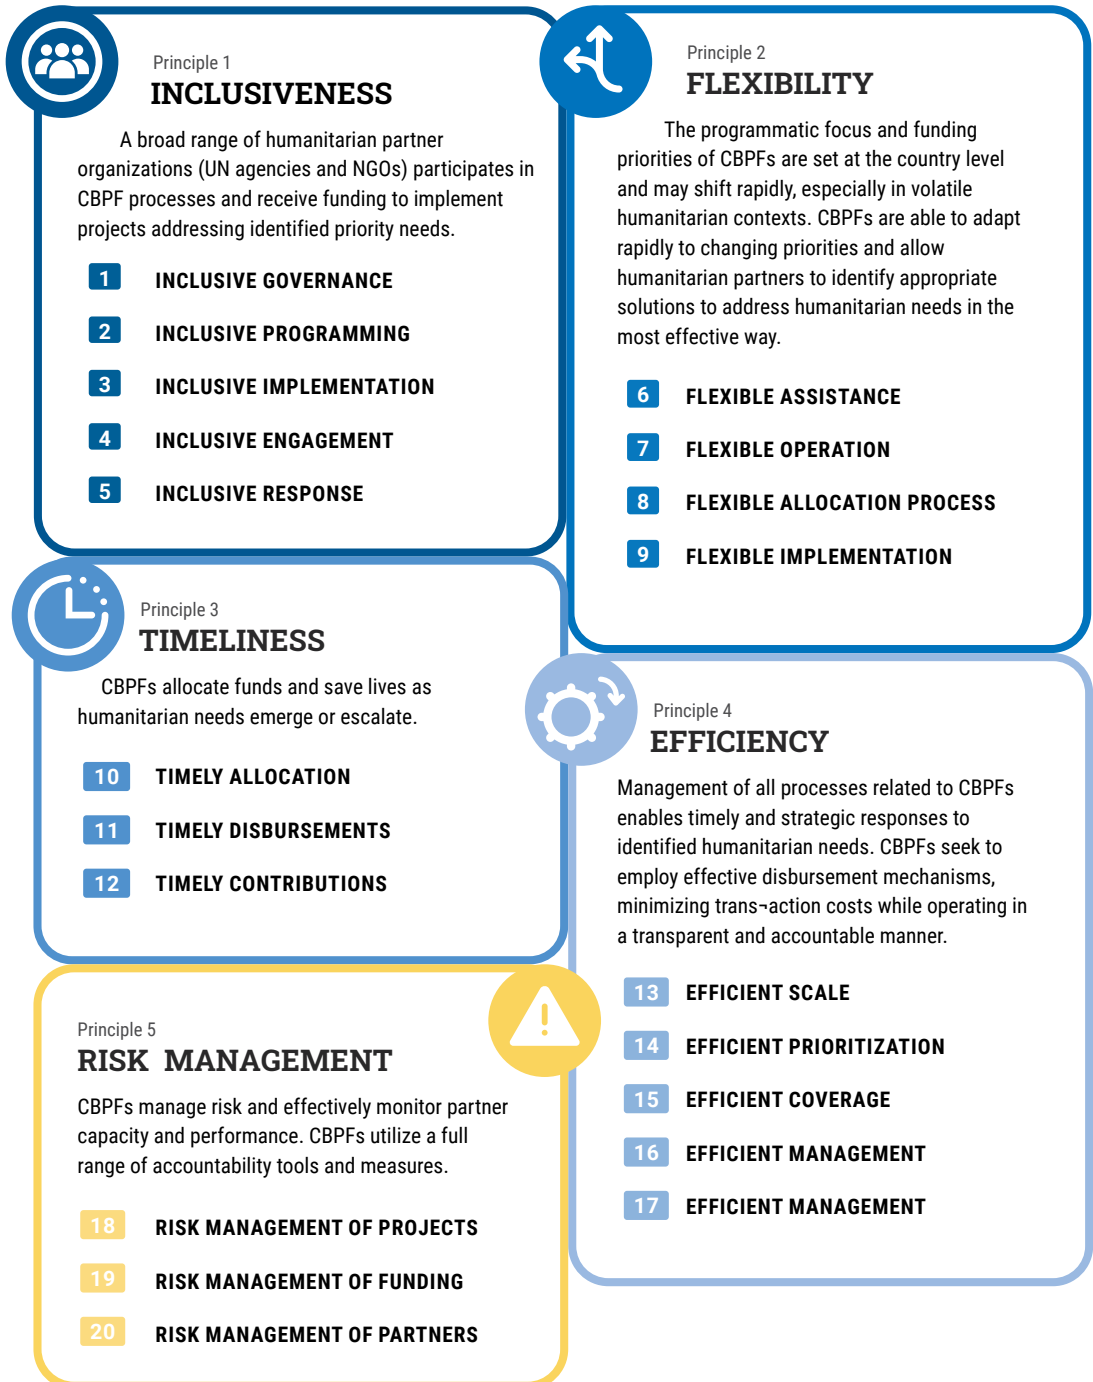 Principle 1
INCLUSIVENESS
A broad range of humanitarian partner
organizations (UN agencies and NGOs) participates in
CBPF processes and receive funding to implement
projects addressing identified priority needs.
1 INCLUSIVE GOVERNANCE
2 INCLUSIVE PROGRAMMING
3 INCLUSIVE IMPLEMENTATION
4 INCLUSIVE ENGAGEMENT
5 INCLUSIVE RESPONSE
Principle 2
FLEXIBILITY
The programmatic focus and funding
priorities of CBPFs are set at the country level
and may shift rapidly, especially in volatile
humanitarian contexts. CBPFs are able to adapt
rapidly to changing priorities and allow
humanitarian partners to identify appropriate
solutions to address humanitarian needs in the
most effective way.
6 FLEXIBLE ASSISTANCE
7 FLEXIBLE OPERATION
8 FLEXIBLE ALLOCATION PROCESS
9 FLEXIBLE IMPLEMENTATION
Principle 3
TIMELINESS
CBPFs allocate funds and save lives as
humanitarian needs emerge or escalate.
10 TIMELY ALLOCATION
11 TIMELY DISBURSEMENTS
12 TIMELY CONTRIBUTIONS
Principle 4
EFFICIENCY
Management of all processes related to CBPFs
enables timely and strategic responses to
identified humanitarian needs. CBPFs seek to
employ effective disbursement mechanisms,
minimizing trans¬action costs while operating in
a transparent and accountable manner.
13 EFFICIENT SCALE
14 EFFICIENT PRIORITIZATION
15 EFFICIENT COVERAGE
16 EFFICIENT MANAGEMENT
17 EFFICIENT MANAGEMENT
Principle 5
RISK MANAGEMENT
CBPFs manage risk and effectively monitor partner
capacity and performance. CBPFs utilize a full
range of accountability tools and measures.
18 RISK MANAGEMENT OF PROJECTS
19 RISK MANAGEMENT OF FUNDING
20 RISK MANAGEMENT OF PARTNERS